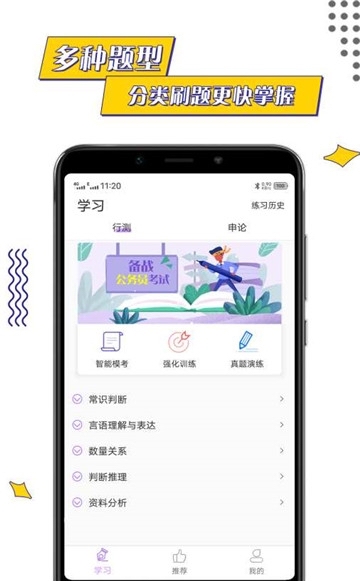 多种题型
分类刷题更快掌握
11:20
学习
练习历史
行测
申论
备战
公务员考试
智能模考
强化训练
真题演练
常识判断
言语理解与表达
数量关系
判断推理
资料分析
学习
推荐
我的